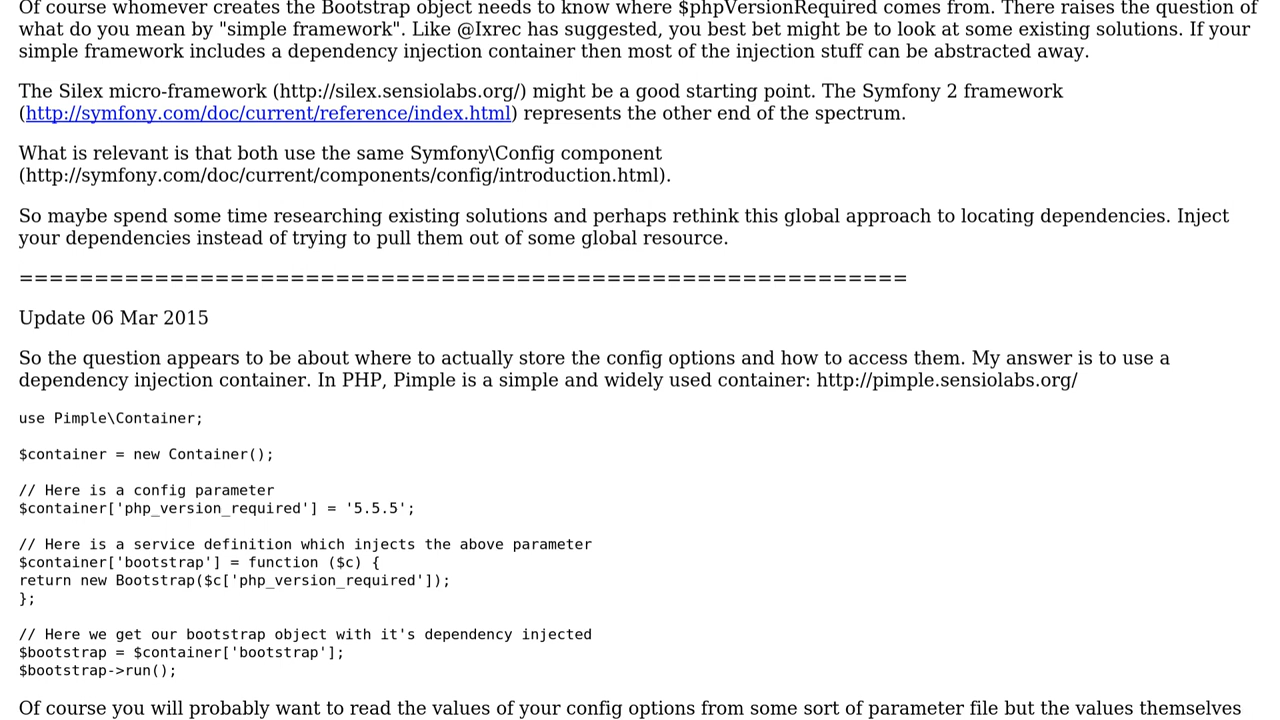 Of course whomever creates the Bootstrap object needs to know where $phpVersionRequired comes from. There raises the question of
what do you mean by "simple framework". Like @Ixrec has suggested, you best bet might be to look at some existing solutions. If your
simple framework includes a dependency injection container then most of the injection stuff can be abstracted away.
The Silex micro-framework (http://silex.sensiolabs.org/) might be a good starting point. The Symfony 2 framework
(http://symfony.com/doc/current/reference/index.html) represents the other end of the spectrum.
What is relevant is that both use the same Symfony\Config component
(http://symfony.com/doc/current/components/config/introduction.html).
So maybe spend some time researching existing solutions and perhaps rethink this global approach to locating dependencies. Inject
your dependencies instead of trying to pull them out of some global resource.
===========================================================
Update 06 Mar 2015
So the question appears to be about where to actually store the config options and how to access them. My answer is to use a
dependency injection container. In PHP, Pimple is a simple and widely used container: http://pimple.sensiolabs.org/
use Pimple\Container;
$container = new Container();
// Here is a config parameter
$container['php_version_required'] = '5.5.5';
// Here is a service definition which injects the above parameter
$container['bootstrap'] = function ($c) {
return new Bootstrap($c['php_version_required']);
};
// Here we get our bootstrap object with it's dependency injected
$bootstrap = $container['bootstrap'];
$bootstrap->run();
Of course you will probably want to read the values of your config options from some sort of parameter file but the values themselves